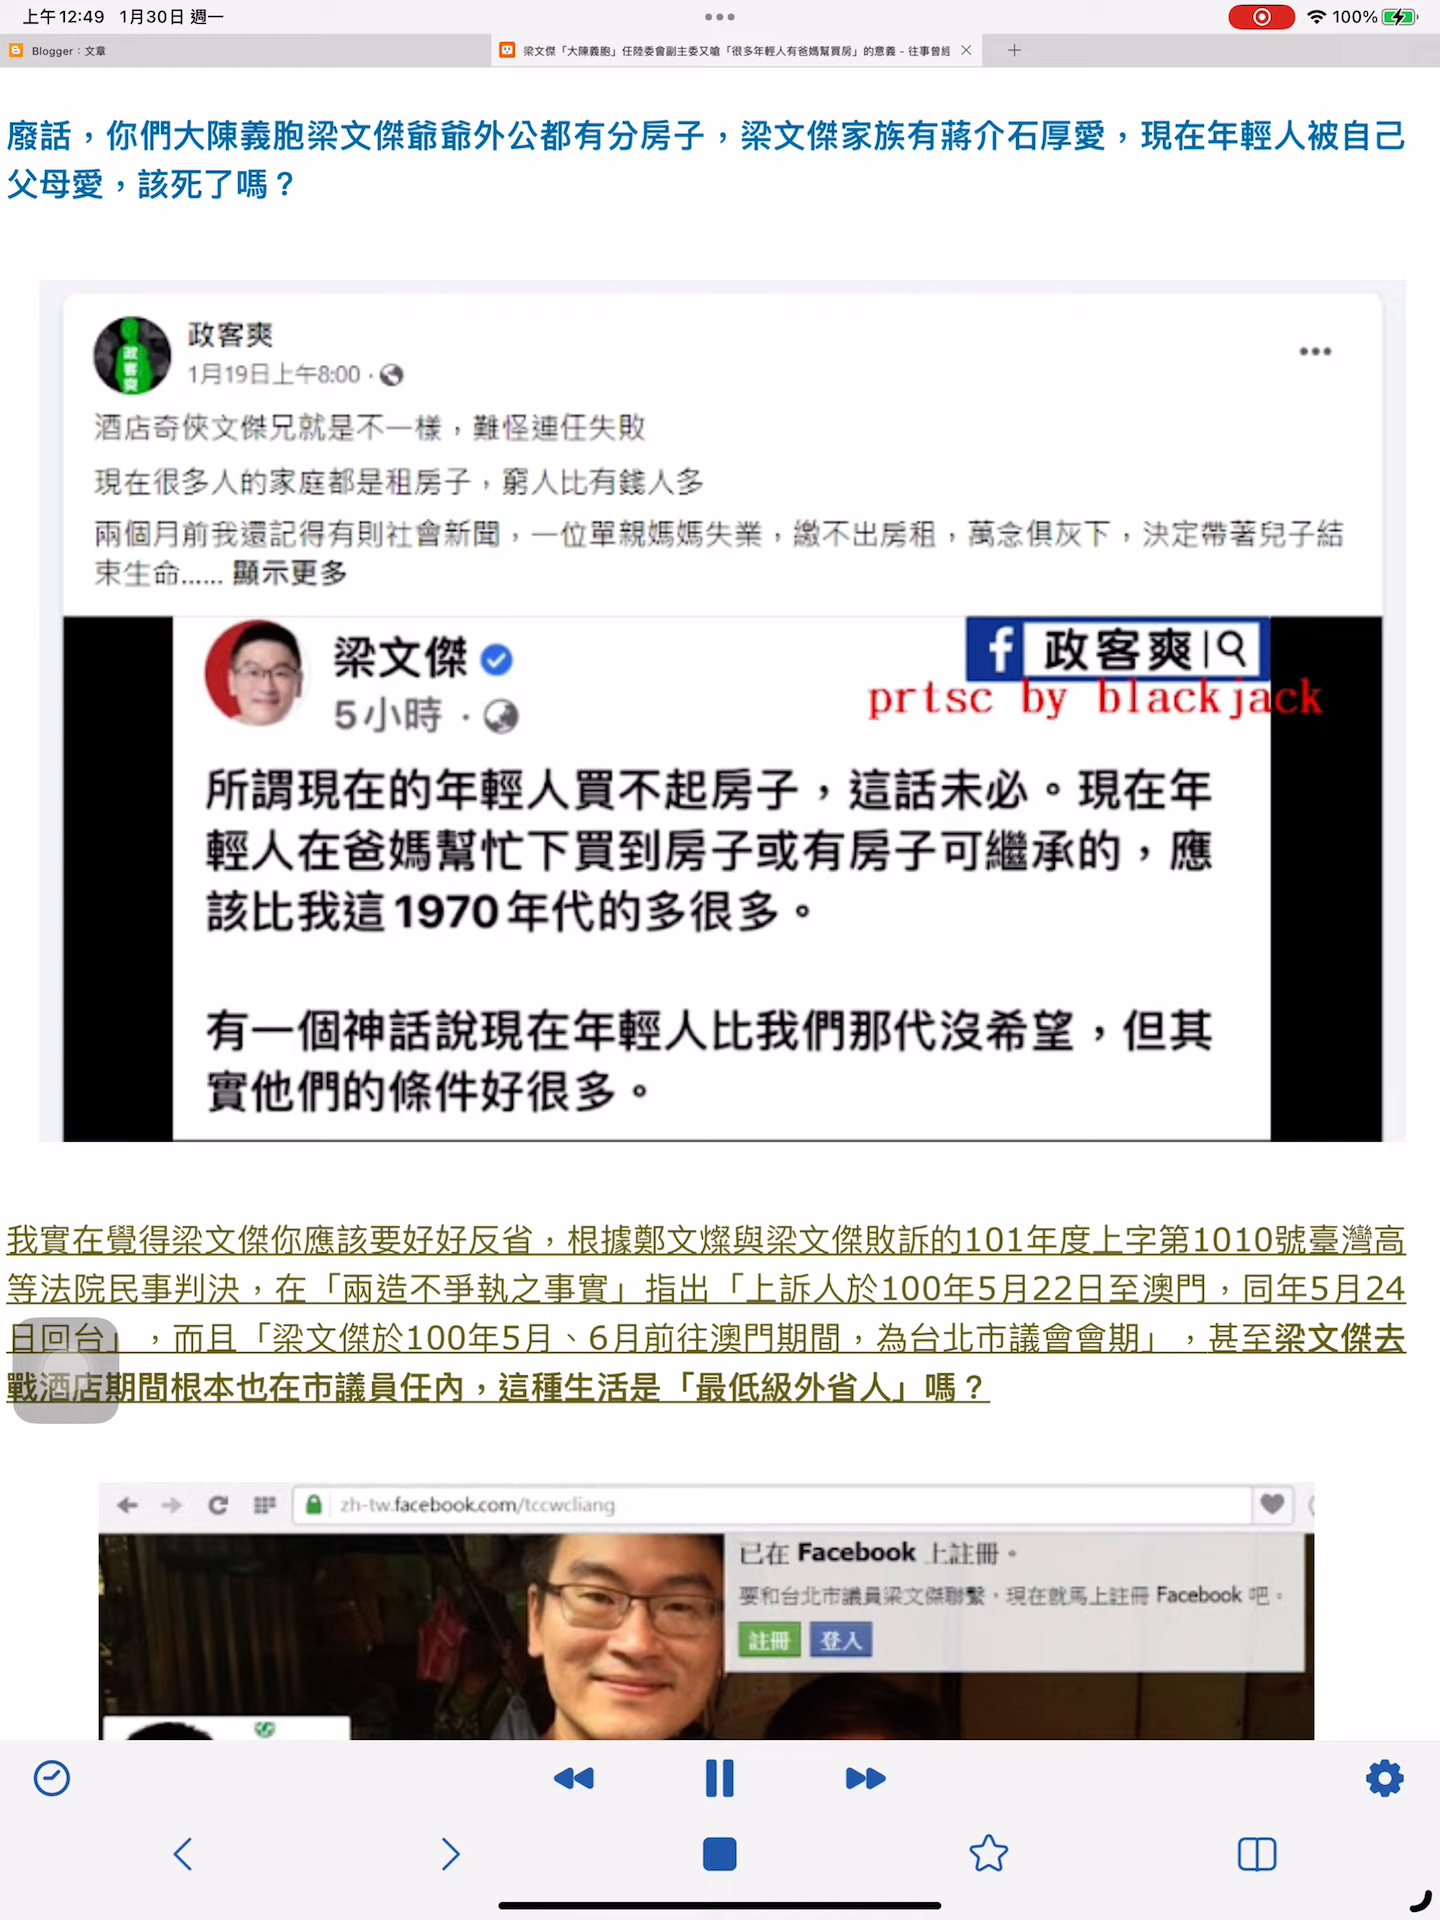 上午12:49 1月30日 週一
100%
Blogger：文章
梁文傑「大陳義胞」任陸委會副主委又嗆「很多年輕人有爸媽幫買房」的意義 - 往事曾經
廢話，你們大陳義胞梁文傑爺爺外公都有分房子，梁文傑家族有蔣介石厚愛，現在年輕人被自己
父母愛，該死了嗎？
政客爽
政客爽
1月19日上午8:00
酒店奇俠文傑兄就是不一樣，難怪連任失敗
現在很多人的家庭都是租房子，窮人比有錢人多
兩個月前我還記得有則社會新聞，一位單親媽媽失業，繳不出房租，萬念俱灰下，決定帶著兒子結
束生命...... 顯示更多
梁文傑
f 政客爽
5小時
prtsc by blackjack
所謂現在的年輕人買不起房子，這話未必。現在年
輕人在爸媽幫忙下買到房子或有房子可繼承的，應
該比我這1970年代的多很多。
有一個神話說現在年輕人比我們那代沒希望，但其
實他們的條件好很多。
我實在覺得梁文傑你應該要好好反省，根據鄭文燦與梁文傑敗訴的101年度上字第1010號臺灣高
等法院民事判決，在「兩造不爭執之事實」指出「上訴人於100年5月22日至澳門，同年5月24
日回台」，而且「梁文傑於100年5月、6月前往澳門期間，為台北市議會會期」，甚至梁文傑去
戰酒店期間根本也在市議員任內，這種生活是「最低級外省人」嗎？
zh-tw.facebook.com/tccwcliang
已在 Facebook 上註冊。
要和台北市議員梁文傑聯繫，現在就馬上註冊 Facebook 吧。
註冊 登入